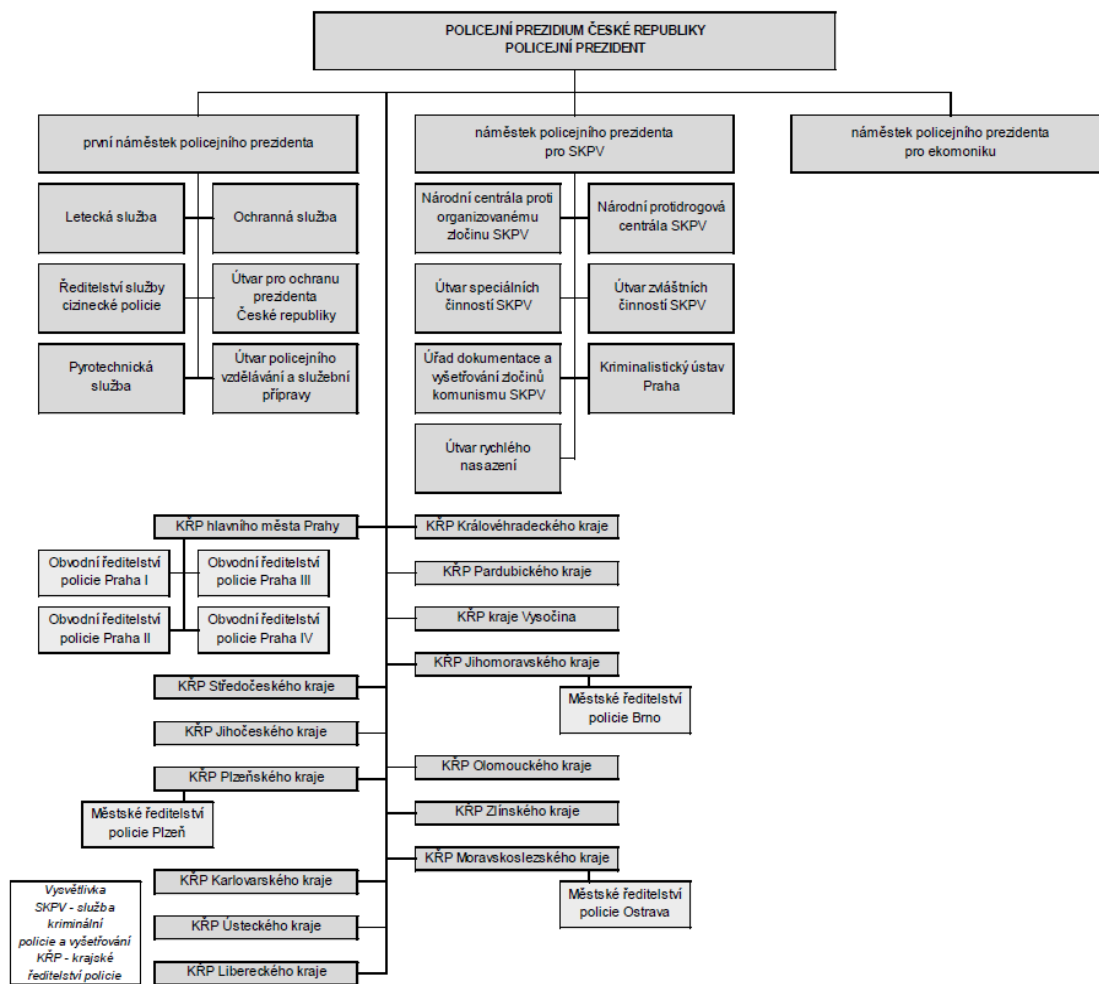 POLICEJNÍ PREZIDIUM ČESKÉ REPUBLIKY
POLICEJNÍ PREZIDENT
první náměstek policejního prezidenta
náměstek policejního prezidenta
pro SKPV
náměstek policejního prezidenta
pro ekomoniku
Letecká služba
Ochranná služba
Ředitelství služby
cizinecké policie
Útvar pro ochranu
prezidenta
České republiky
Pyrotechnická
služba
Útvar policejního
vzdělávání a služební
přípravy
Národní centrála proti
organizovanému
zločinu SKPV
Národní protidrogová
centrála SKPV
Útvar speciálních
činností SKPV
Útvar zvláštních
činností SKPV
Úřad dokumentace a
vyšetřování zločinů
komunismu SKPV
Kriminalistický ústav
Praha
Útvar rychlého
nasazení
KŘP hlavního města Prahy
Obvodní ředitelství
policie Praha I
Obvodní ředitelství
policie Praha III
Obvodní ředitelství
policie Praha II
Obvodní ředitelství
policie Praha IV
KŘP Středočeského kraje
KŘP Jihočeského kraje
KŘP Plzeňského kraje
Městské ředitelství
policie Plzeň
KŘP Karlovarského kraje
KŘP Ústeckého kraje
KŘP Libereckého kraje
KŘP Královéhradeckého kraje
KŘP Pardubického kraje
KŘP kraje Vysočina
KŘP Jihomoravského kraje
Městské ředitelství
policie Brno
KŘP Olomouckého kraje
KŘP Zlínského kraje
KŘP Moravskoslezského kraje
Městské ředitelství
policie Ostrava
Vysvětlívka
SKPV - služba
kriminální
policie a vyšetřování
KŘP - krajské
ředitelství policie